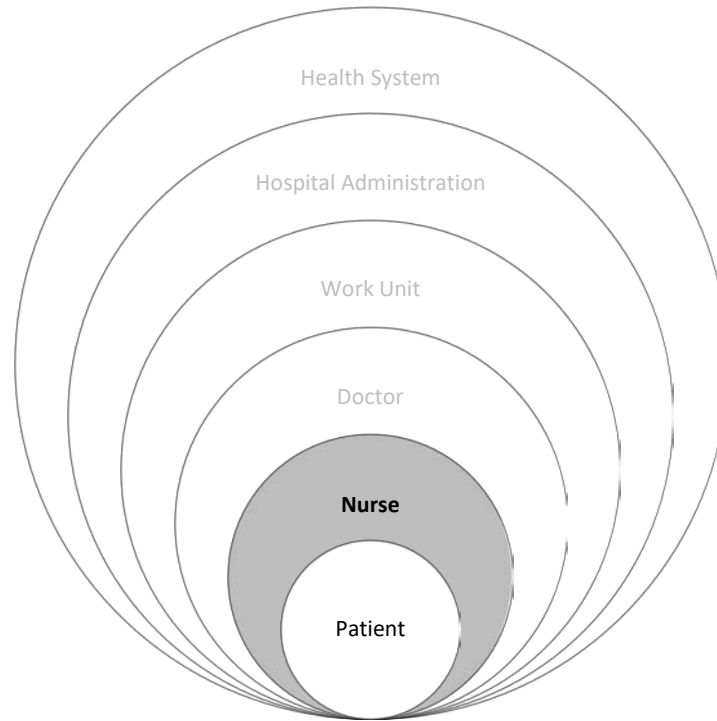 Health System
Hospital Administration
Work Unit
Doctor
Nurse
Patient